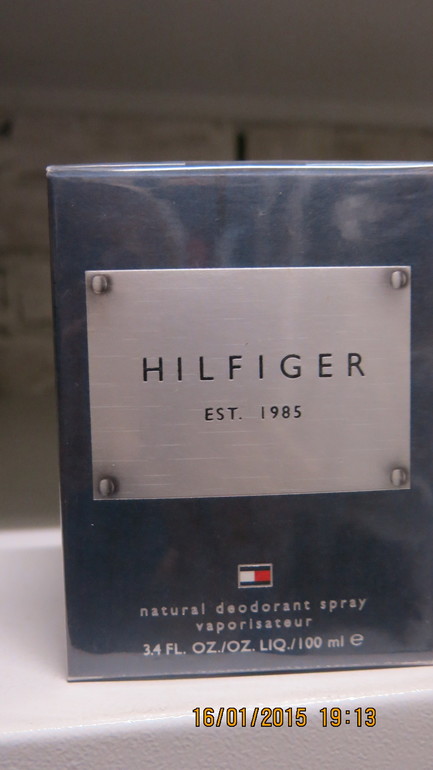 HILFIGER
EST. 1985
natural deodorant spray
vaporisateur
3.4 FL. OZ./OZ. LIQ./100 ml ℮
16/01/2015 19:13